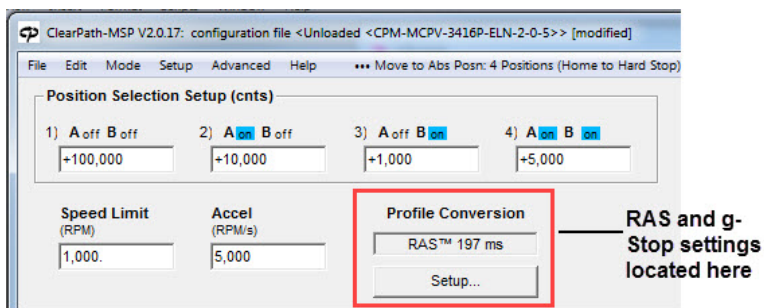 ClearPath-MSP V2.0.17: configuration file <Unloaded <CPM-MCPV-3416P-ELN-2-0-5>> [modified]
File Edit Mode Setup Advanced Help ••• Move to Abs Posn: 4 Positions (Home to Hard Stop)
Position Selection Setup (cnts)
1) A off B off 2) A on B off 3) A off B on 4) A on B on
+100,000 +10,000 +1,000 +5,000
Speed Limit Accel Profile Conversion
(RPM) (RPM/s)
1,000. 5,000 RAS™ 197 ms
Setup...
RAS and g-
Stop settings
located here